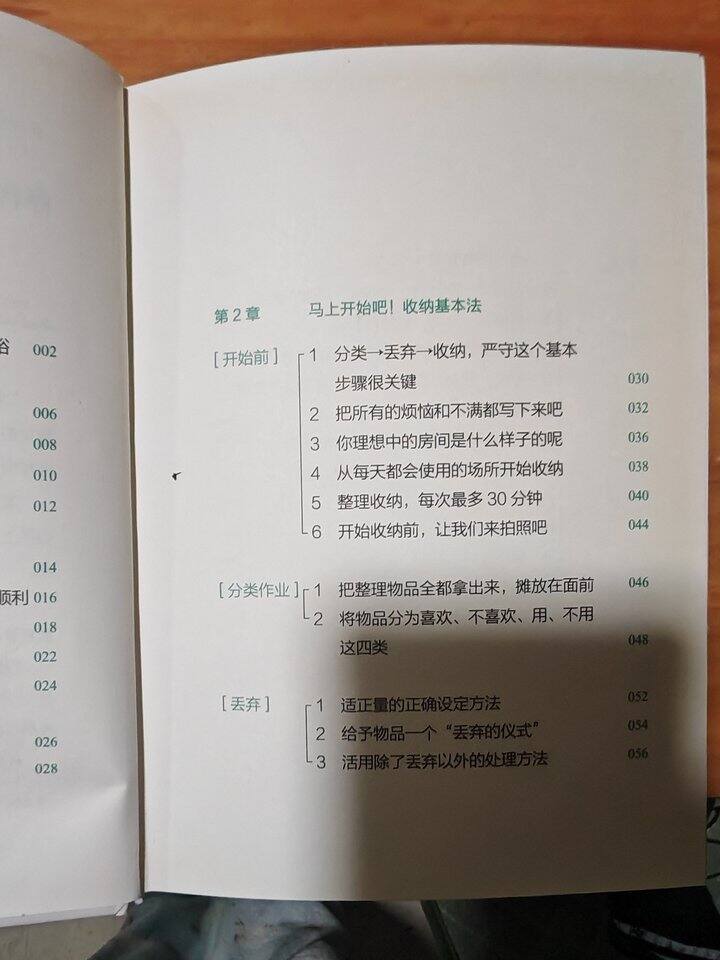 俗 002
006
008
010
012
014
顺利 016
018
022
024
026
028
第2章 马上开始吧！收纳基本法
[开始前] 1 分类→丢弃→收纳，严守这个基本
步骤很关键 030
2 把所有的烦恼和不满都写下来吧 032
3 你理想中的房间是什么样子的呢 036
4 从每天都会使用的场所开始收纳 038
5 整理收纳，每次最多30分钟 040
6 开始收纳前，让我们来拍照吧 044
[分类作业] 1 把整理物品全都拿出来，摊放在面前 046
2 将物品分为喜欢、不喜欢、用、不用
这四类 048
[丢弃] 1 适正量的正确设定方法 052
2 给予物品一个“丢弃的仪式” 054
3 活用除了丢弃以外的处理方法 056